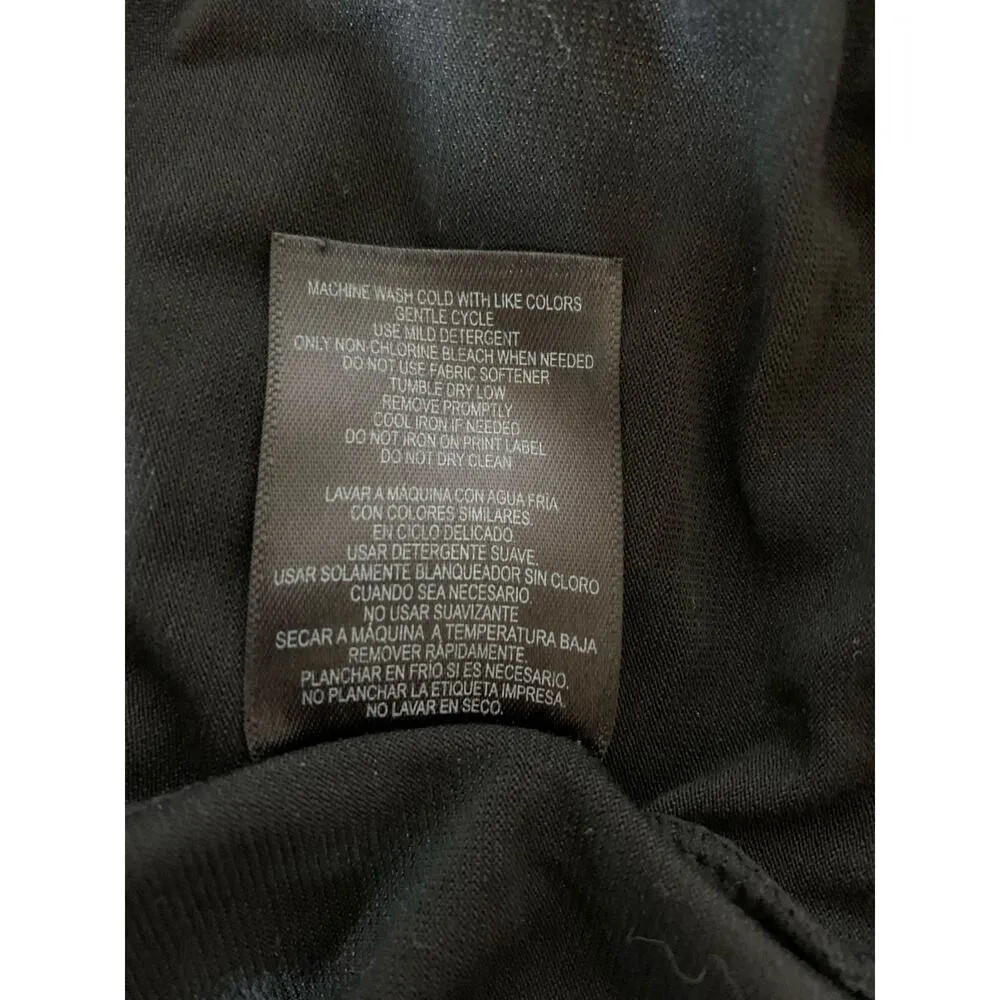 MACHINE WASH COLD WITH LIKE COLORS
GENTLE CYCLE
USE MILD DETERGENT
ONLY NON-CHLORINE BLEACH WHEN NEEDED
DO NOT USE FABRIC SOFTENER
TUMBLE DRY LOW
REMOVE PROMPTLY
COOL IRON IF NEEDED
DO NOT IRON ON PRINT LABEL
DO NOT DRY CLEAN
LAVAR A MÁQUINA CON AGUA FRÍA
CON COLORES SIMILARES.
EN CICLO DELICADO
USAR DETERGENTE SUAVE.
USAR SOLAMENTE BLANQUEADOR SIN CLORO
CUANDO SEA NECESARIO.
NO USAR SUAVIZANTE
SECAR A MÁQUINA A TEMPERATURA BAJA
REMOVER RÁPIDAMENTE.
PLANCHAR EN FRÍO SI ES NECESARIO.
NO PLANCHAR LA ETIQUETA IMPRESA.
NO LAVAR EN SECO.